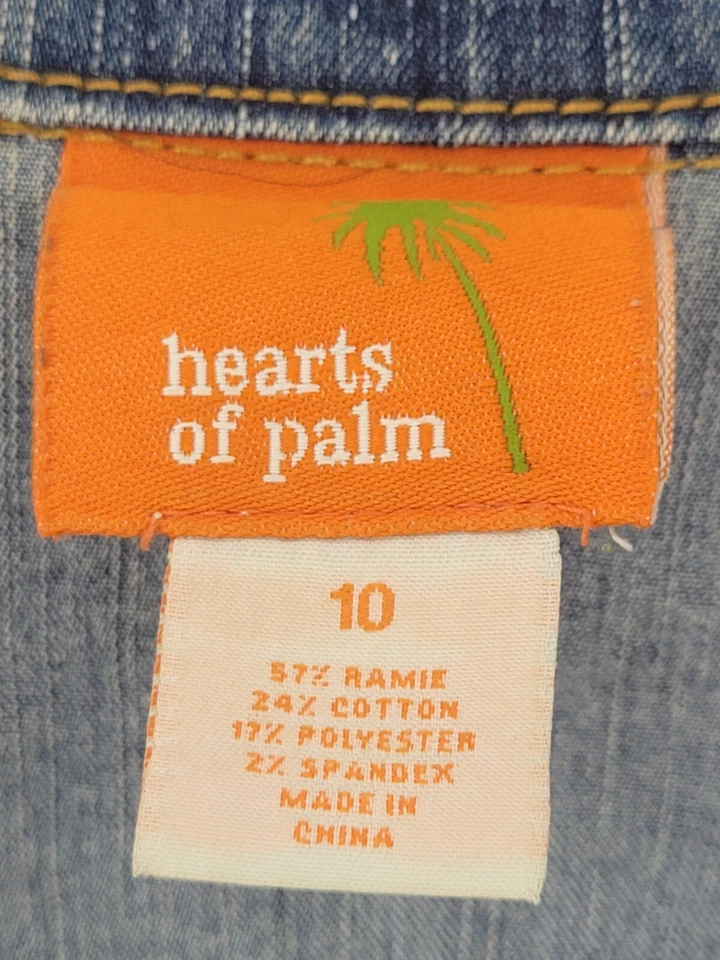 hearts
of palm
10
57% RAMIE
24% COTTON
17% POLYESTER
2% SPANDEX
MADE IN
CHINA